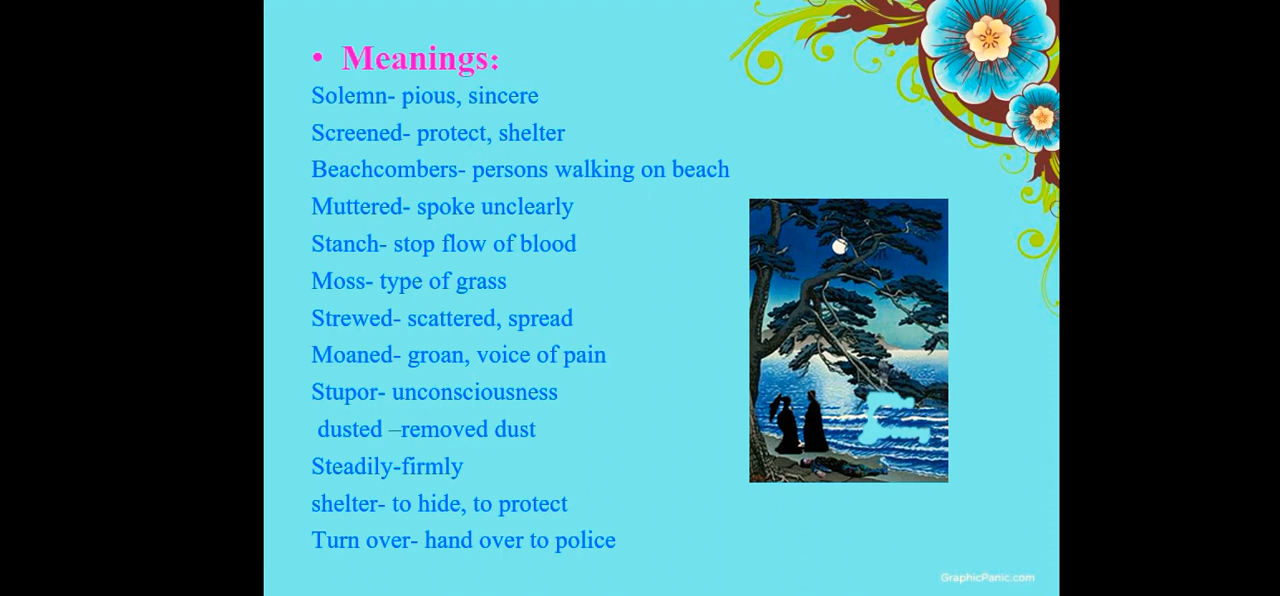 • Meanings:
Solemn- pious, sincere
Screened- protect, shelter
Beachcombers- persons walking on beach
Muttered- spoke unclearly
Stanch- stop flow of blood
Moss- type of grass
Strewed- scattered, spread
Moaned- groan, voice of pain
Stupor- unconsciousness
dusted –removed dust
Steadily-firmly
shelter- to hide, to protect
Turn over- hand over to police
GraphicPanic.com